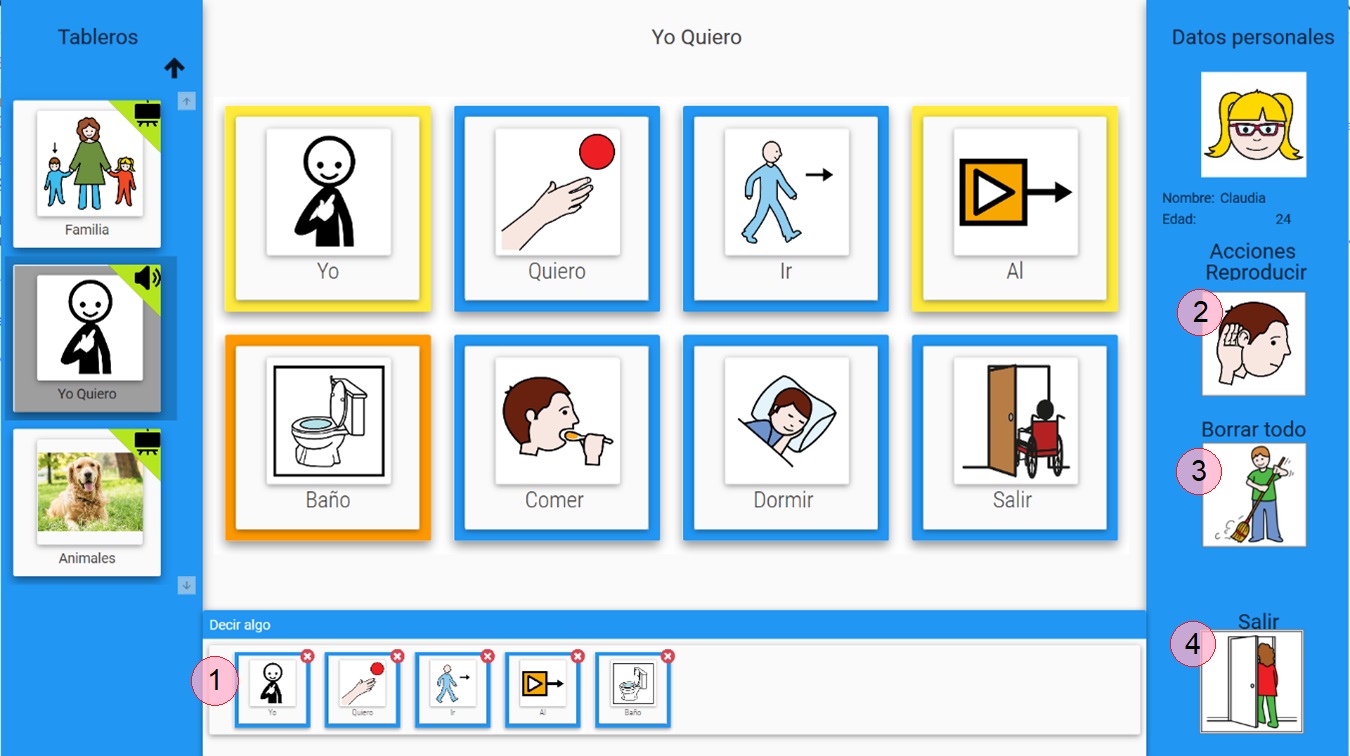 Tableros
Familia
Yo Quiero
Animales
Yo Quiero
Yo
Quiero
Ir
Al
Baño
Comer
Dormir
Salir
Decir algo
1
Yo
Quiero
Ir
Al
Baño
Datos personales
Nombre: Claudia
Edad: 24
Acciones
Reproducir
2
Borrar todo
3
Salir
4